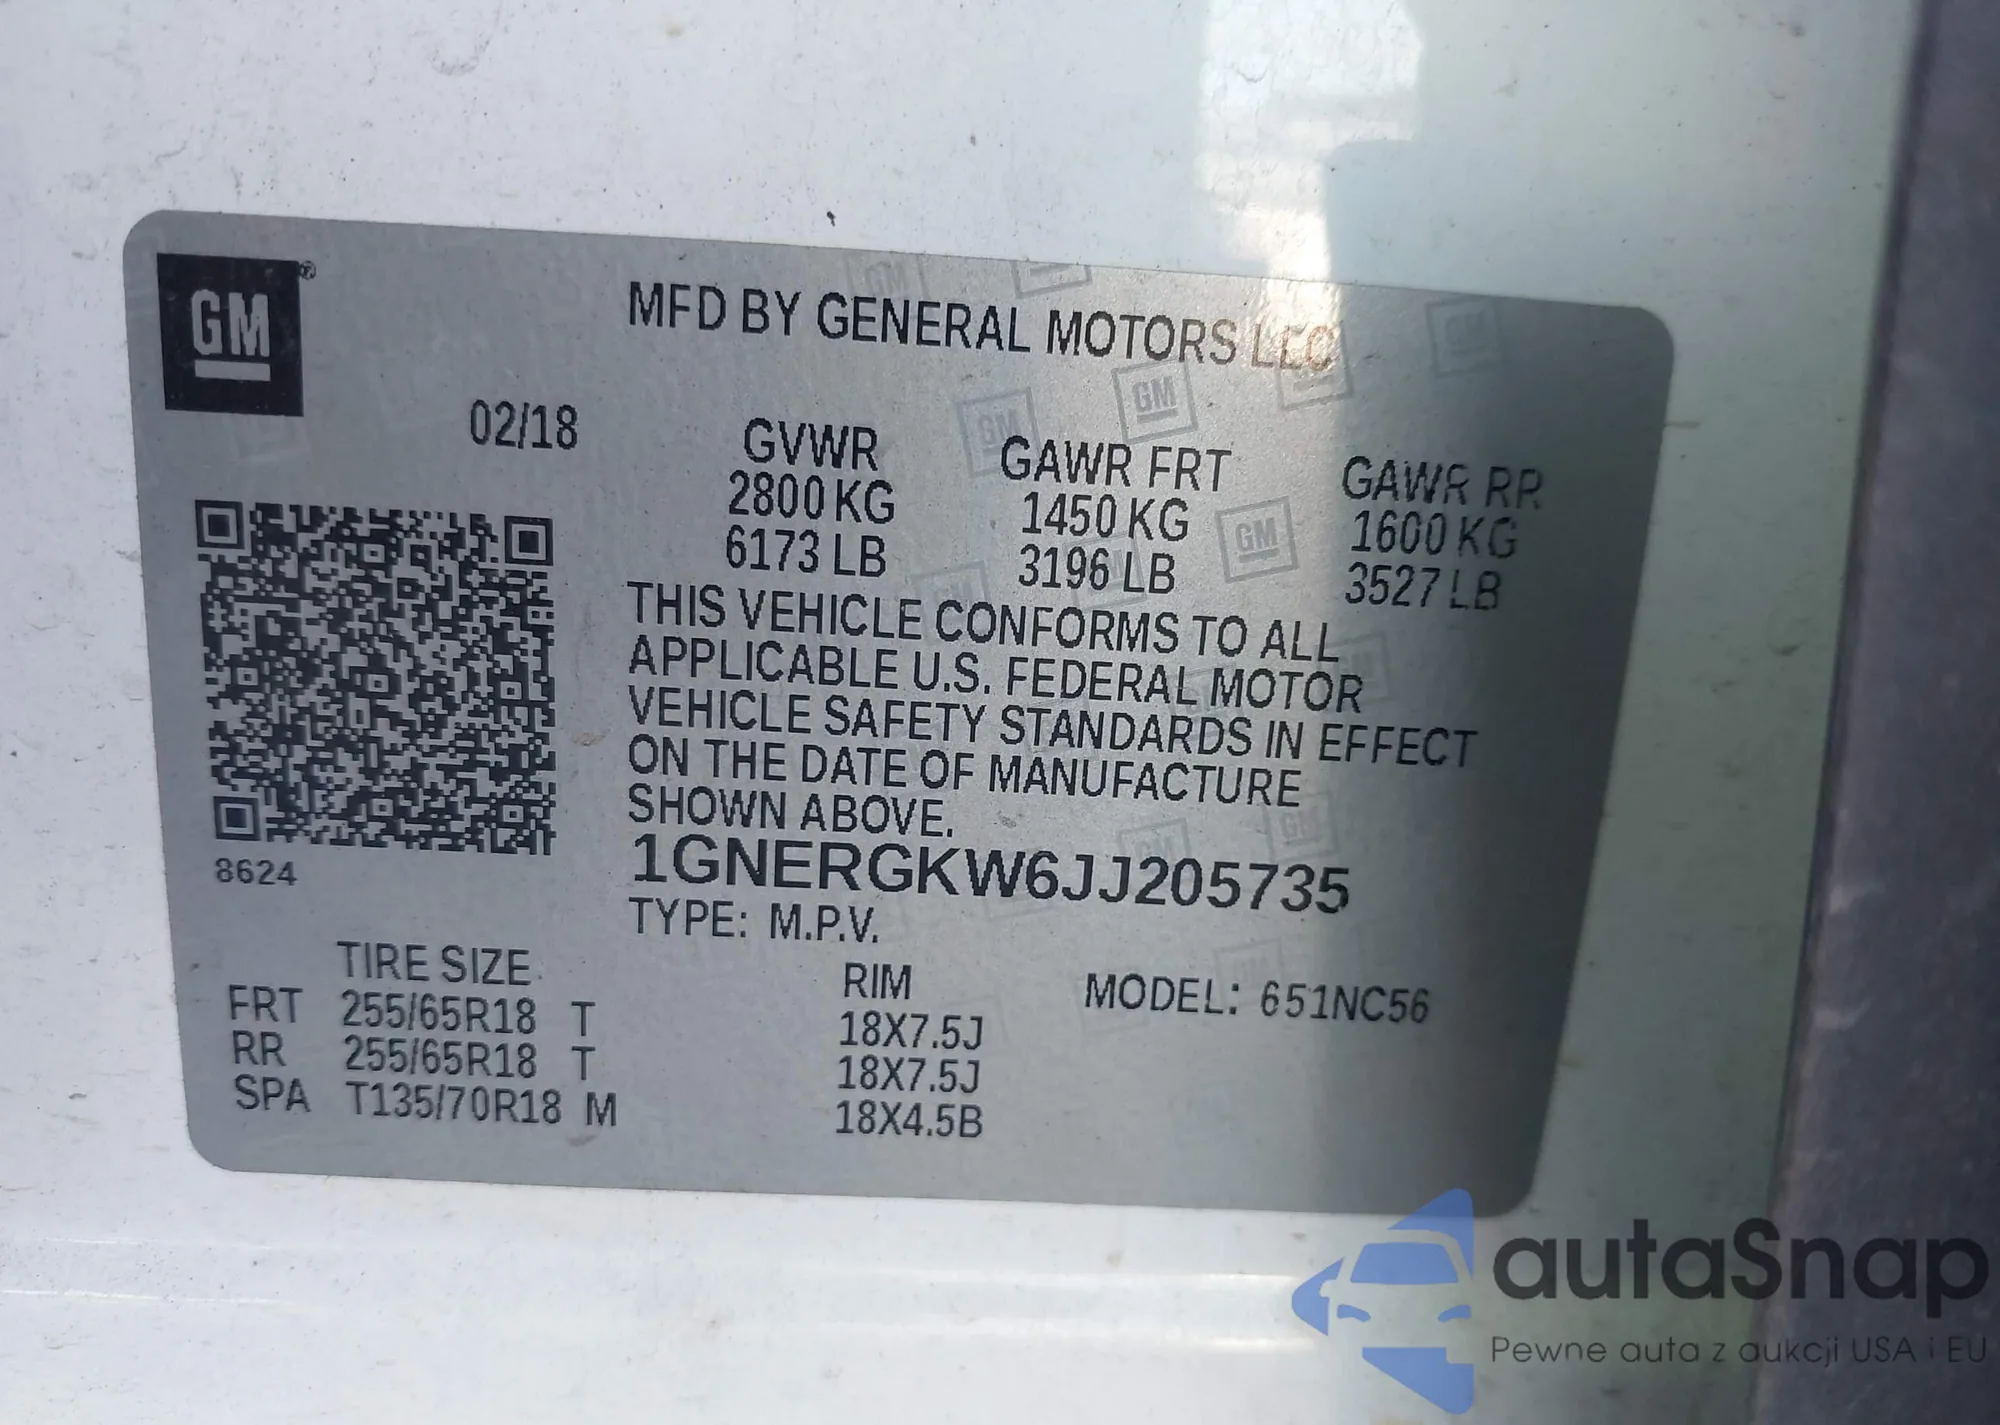 GM
MFD BY GENERAL MOTORS LLC
02/18
GVWR GAWR FRT GAWR RR
2800 KG 1450 KG 1600 KG
6173 LB 3196 LB 3527 LB
THIS VEHICLE CONFORMS TO ALL
APPLICABLE U.S. FEDERAL MOTOR
VEHICLE SAFETY STANDARDS IN EFFECT
ON THE DATE OF MANUFACTURE
SHOWN ABOVE.
8624
1GNERGKW6JJ205735
TYPE: M.P.V.
TIRE SIZE RIM MODEL: 651NC56
FRT 255/65R18 T 18X7.5J
RR 255/65R18 T 18X7.5J
SPA T135/70R18 M 18X4.5B
autaSnap
Pewne auta z aukcji USA i EU